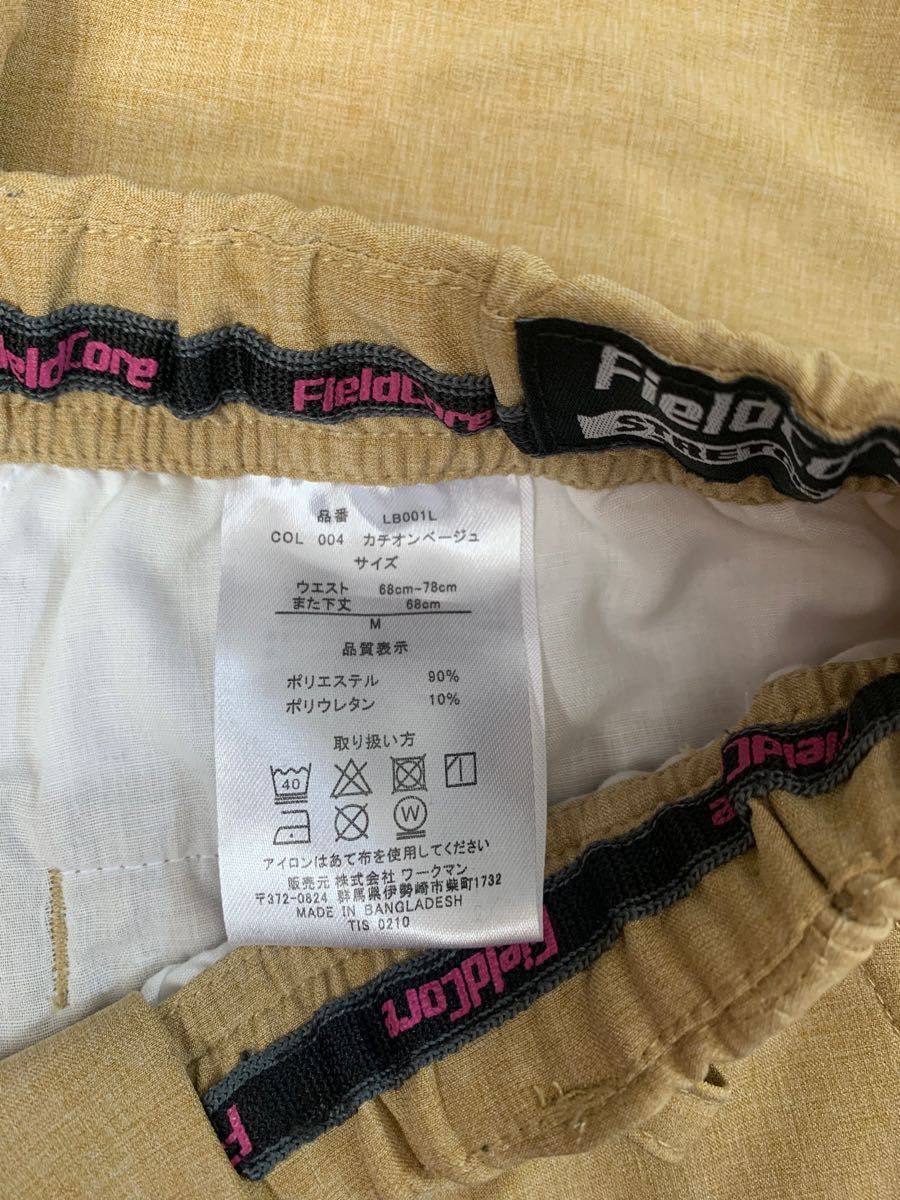 Core
FieldCore
Field
品番 LB001L
COL 004 カチオンベージュ
サイズ
ウエスト 68cm~78cm
また下丈 68cm
M
品質表示
ポリエステル 90%
ポリウレタン 10%
取り扱い方
40
W
アイロンはあて布を使用してください
販売元 株式会社 ワークマン
〒372-0824 群馬県伊勢崎市柴町1732
MADE IN BANGLADESH
TIS 0210
FieldCore